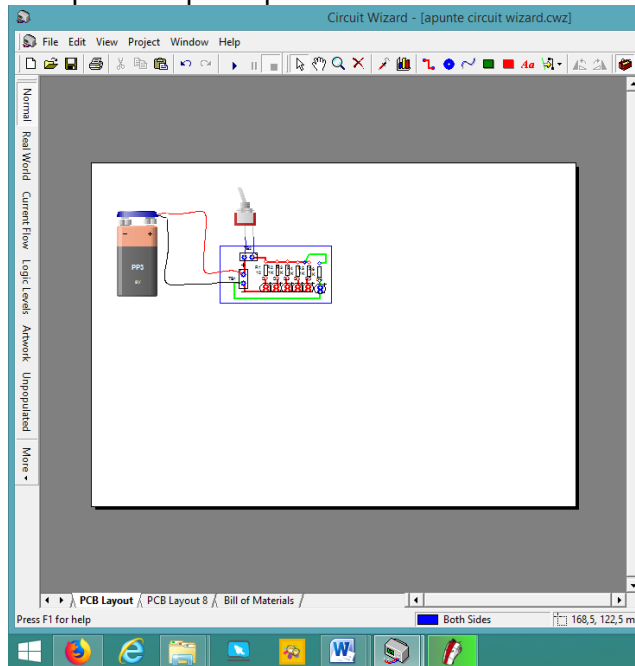 Circuit Wizard - [apunte circuit wizard.cwz]
File Edit View Project Window Help
Aa
Normal
Real World
Current Flow
Logic Levels
Artwork
Unpopulated
More
- +
PP3
R1
PCB Layout PCB Layout 8 Bill of Materials
Press F1 for help
Both Sides
168,5, 122,5 m